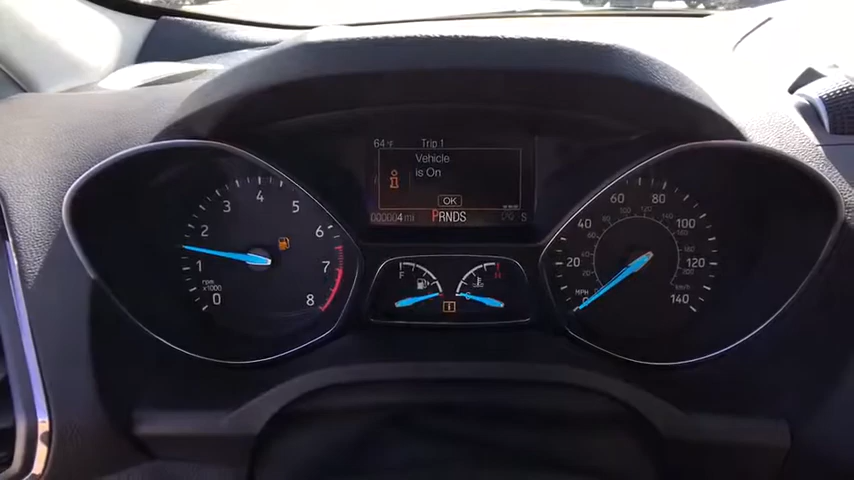 64°F Trip 1
Vehicle
is On
i
OK
000004mi PRNDS
0
1
2
3
4
5
6
7
8
rpm
x1000
F
H
C
i
MPH
0
20
40
60
80
100
120
140
km/h